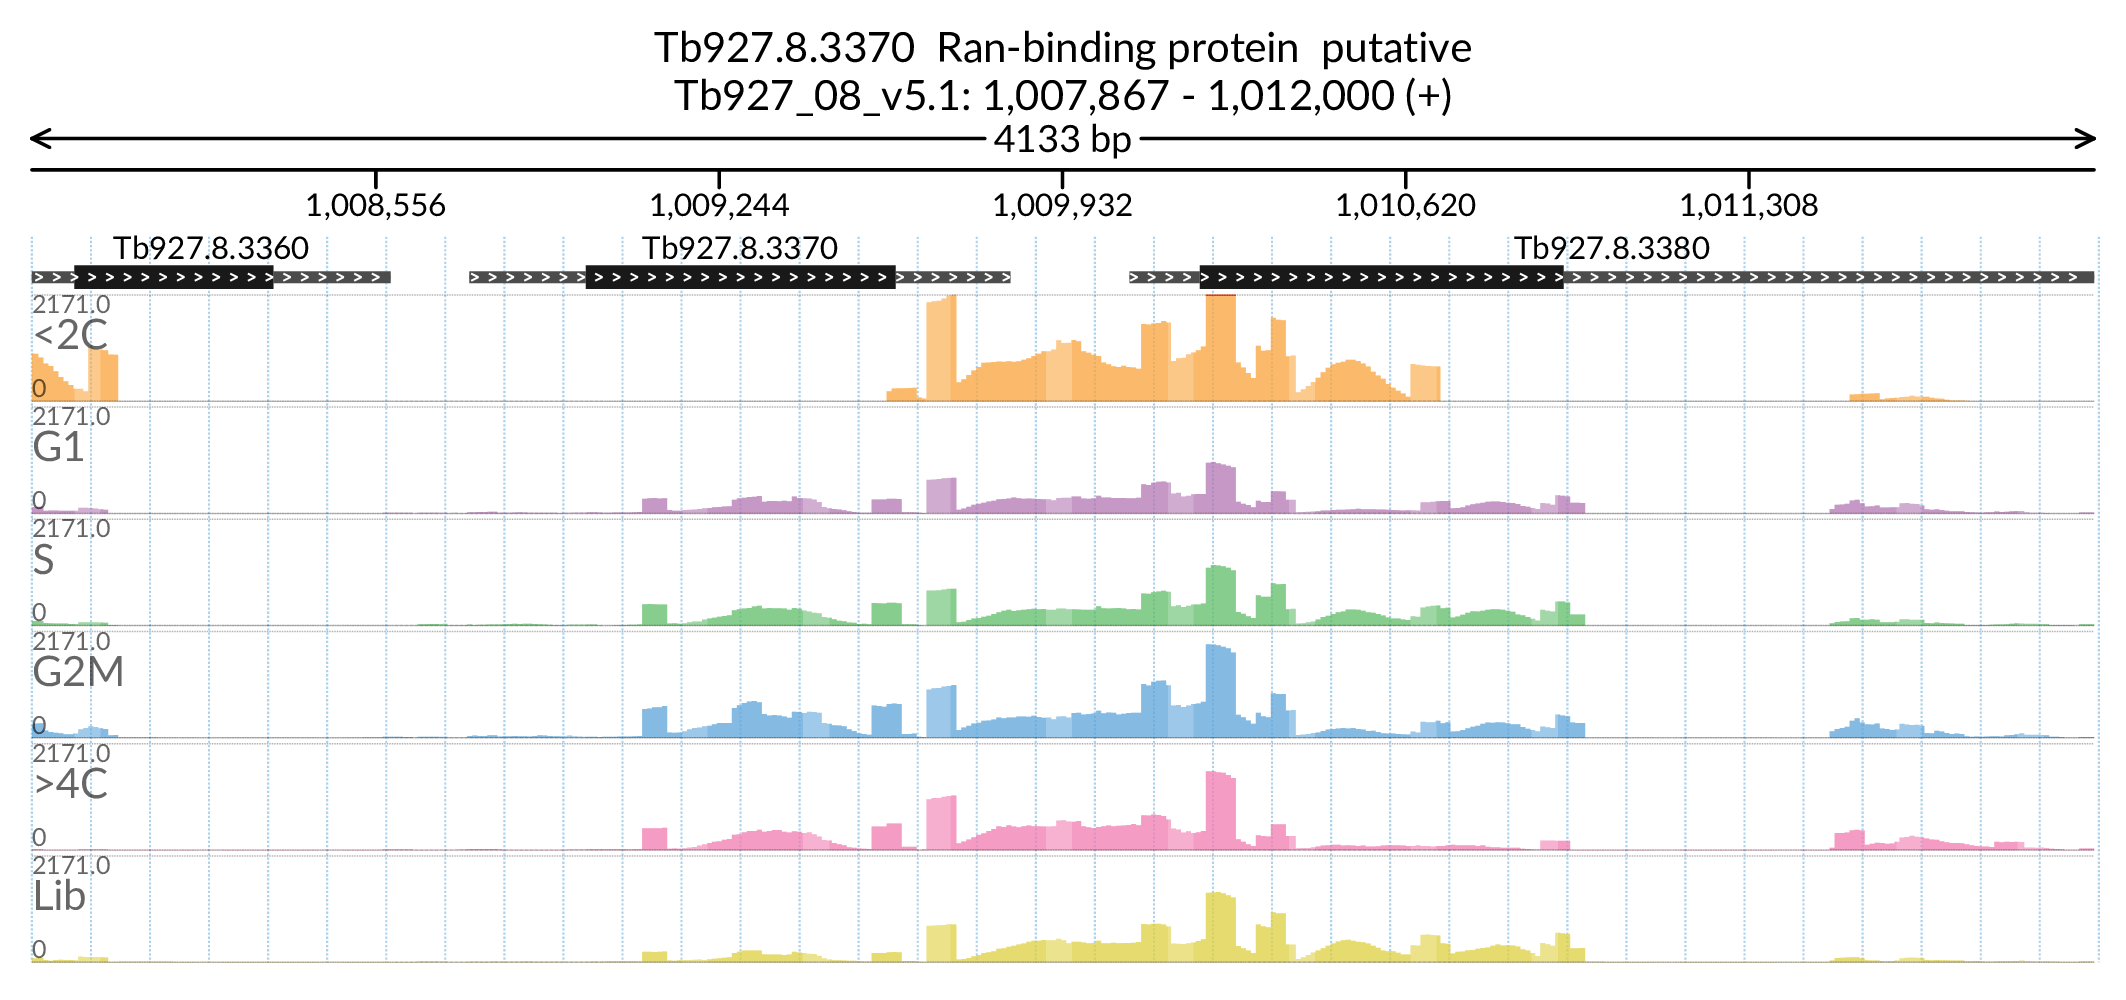 Tb927.8.3370 Ran-binding protein putative
Tb927_08_v5.1: 1,007,867 - 1,012,000 (+)
4133 bp
1,008,556 1,009,244 1,009,932 1,010,620 1,011,308
Tb927.8.3360 Tb927.8.3370 Tb927.8.3380
2171.0
<2C
0
2171.0
G1
0
2171.0
S
0
2171.0
G2M
0
2171.0
>4C
0
2171.0
Lib
0